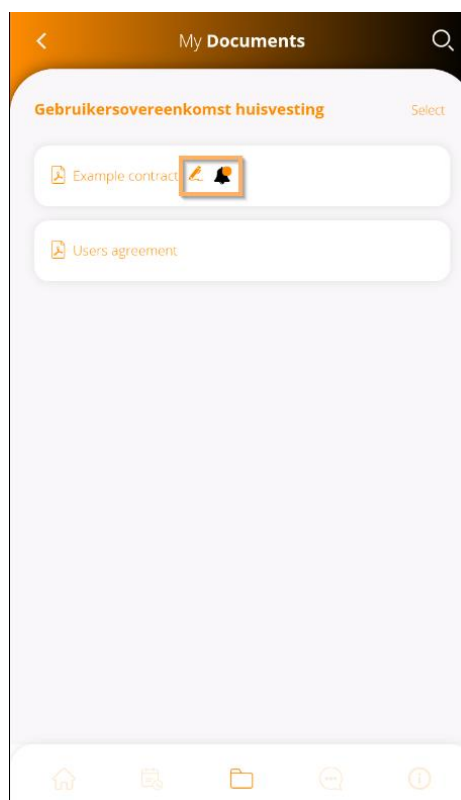 My Documents
Gebruikersovereenkomst huisvesting
Select
Example contract
Users agreement